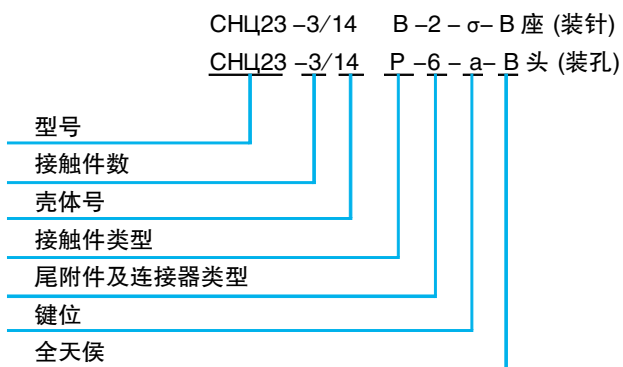 СНЦ23 –3/14 B –2 – σ– B 座 (装针)
СНЦ23 –3/14 P –6 – a– B 头 (装孔)
型号
接触件数
壳体号
接触件类型
尾附件及连接器类型
键位
全天侯